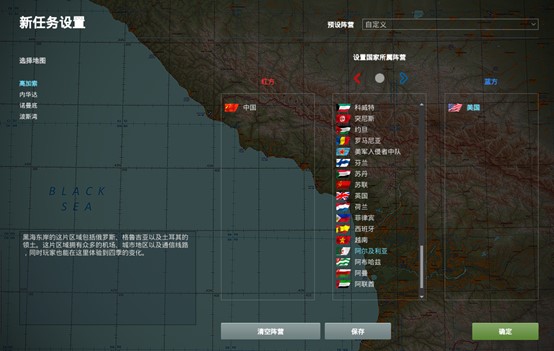 新任务设置
预设阵营
自定义
选择地图
设置国家所属阵营
高加索
内华达
诺曼底
波斯湾
红方
蓝方
中国
科威特
突尼斯
约旦
罗马尼亚
美军入侵者中队
芬兰
苏丹
苏联
英国
荷兰
菲律宾
西班牙
越南
阿尔及利亚
阿布哈兹
阿曼
阿联酋
美国
BLACK
SEA
黑海东岸的这片区域包括俄罗斯、格鲁吉亚以及土耳其的
领土。这片区域拥有众多的机场、城市地区以及通信线路
，同时玩家也能在这里体验到四季的变化。
清空阵营
保存
确定